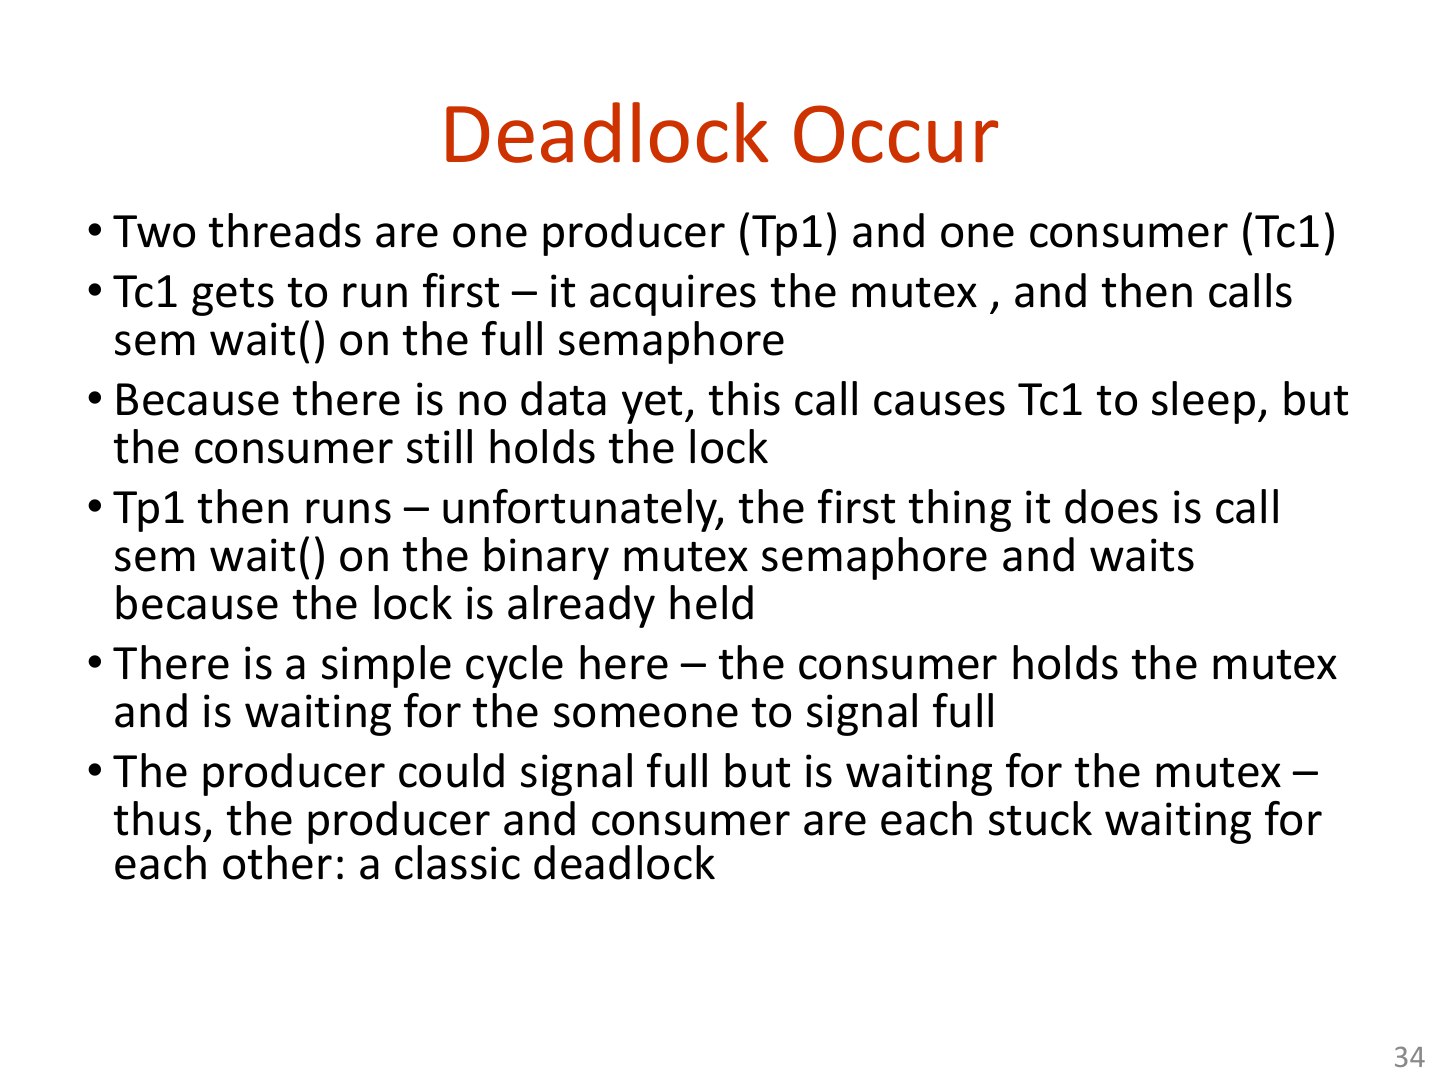 Deadlock Occur
• Two threads are one producer (Tp1) and one consumer (Tc1)
• Tc1 gets to run first – it acquires the mutex , and then calls
sem wait() on the full semaphore
• Because there is no data yet, this call causes Tc1 to sleep, but
the consumer still holds the lock
• Tp1 then runs – unfortunately, the first thing it does is call
sem wait() on the binary mutex semaphore and waits
because the lock is already held
• There is a simple cycle here – the consumer holds the mutex
and is waiting for the someone to signal full
• The producer could signal full but is waiting for the mutex –
thus, the producer and consumer are each stuck waiting for
each other: a classic deadlock
34